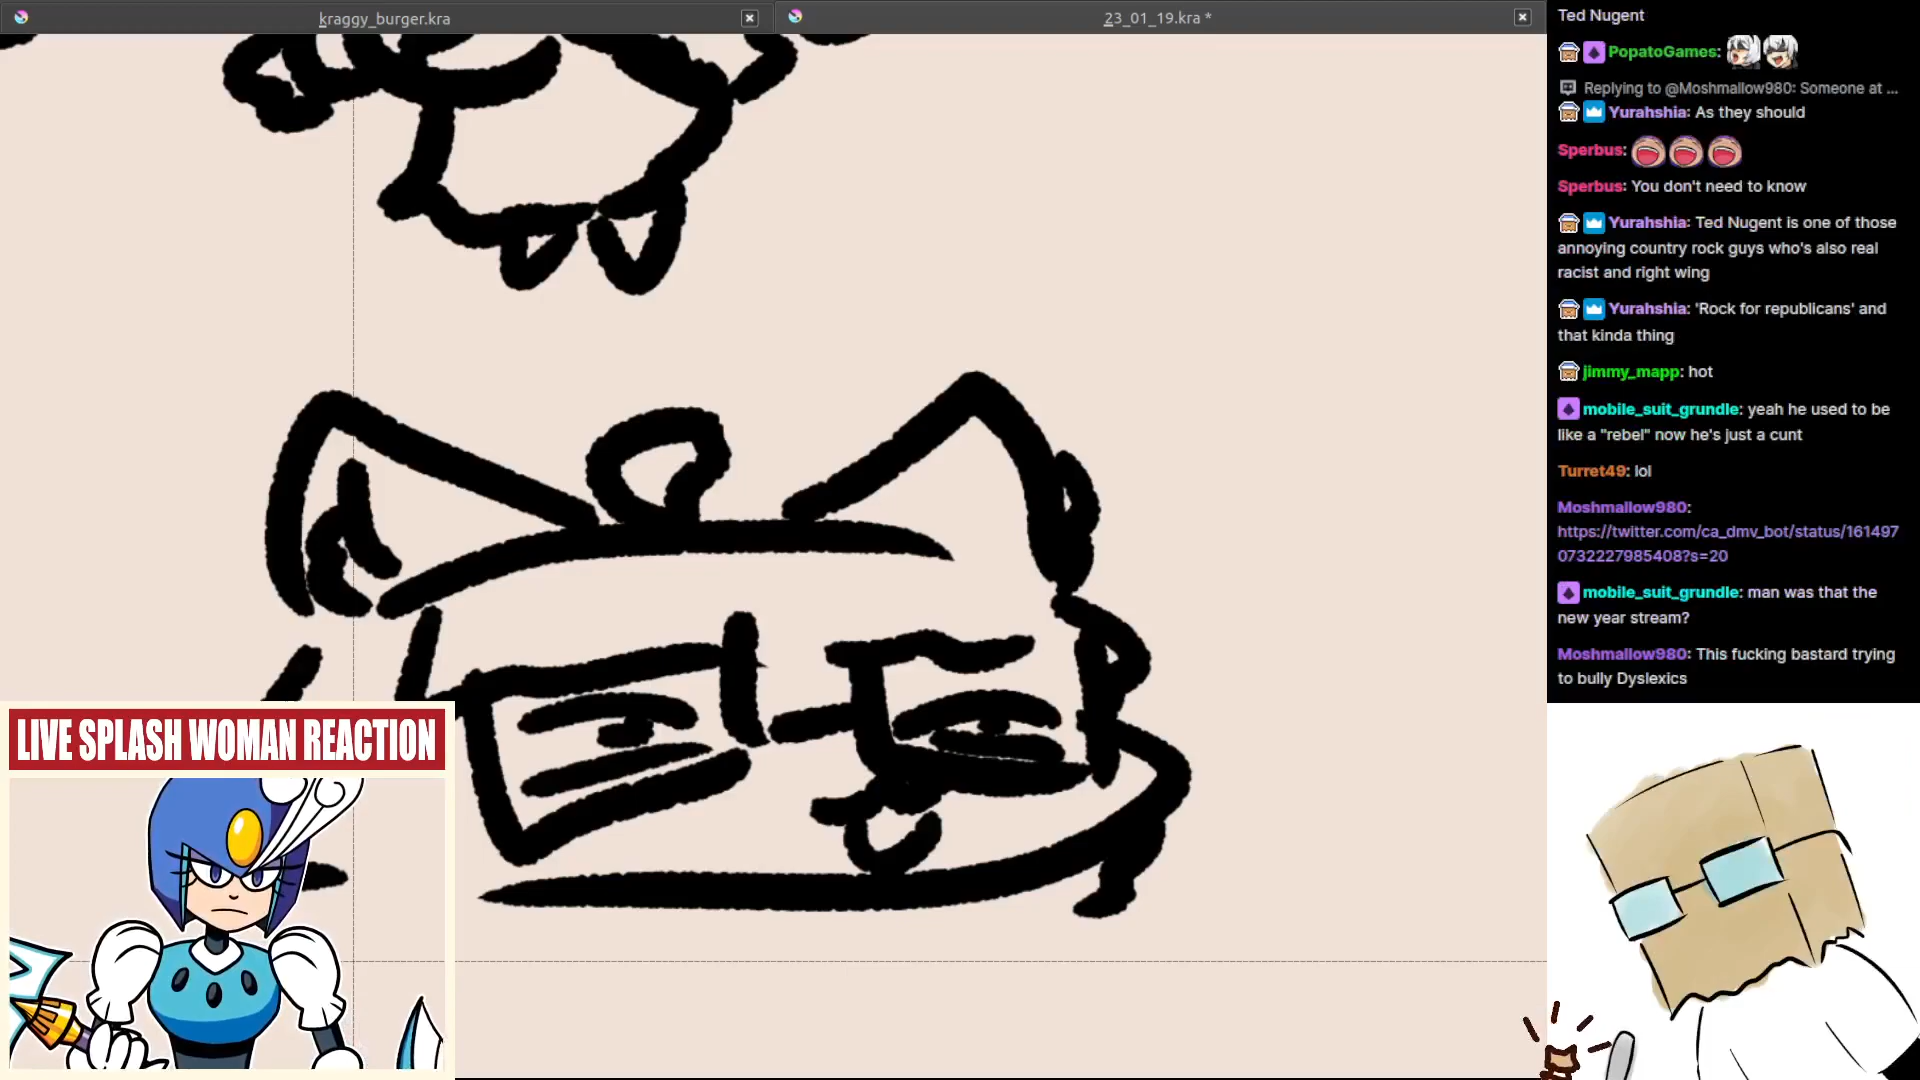 kraggy_burger.kra
23_01_19.kra *
Ted Nugent
PopatoGames:
Replying to @Moshmallow980: Someone at ...
Yurahshia: As they should
Sperbus:
Sperbus: You don't need to know
Yurahshia: Ted Nugent is one of those
annoying country rock guys who's also real
racist and right wing
Yurahshia: 'Rock for republicans' and
that kinda thing
jimmy_mapp: hot
mobile_suit_grundle: yeah he used to be
like a "rebel" now he's just a cunt
Turret49: lol
Moshmallow980:
https://twitter.com/ca_dmv_bot/status/161497
0732227985408?s=20
mobile_suit_grundle: man was that the
new year stream?
Moshmallow980: This fucking bastard trying
to bully Dyslexics
LIVE SPLASH WOMAN REACTION